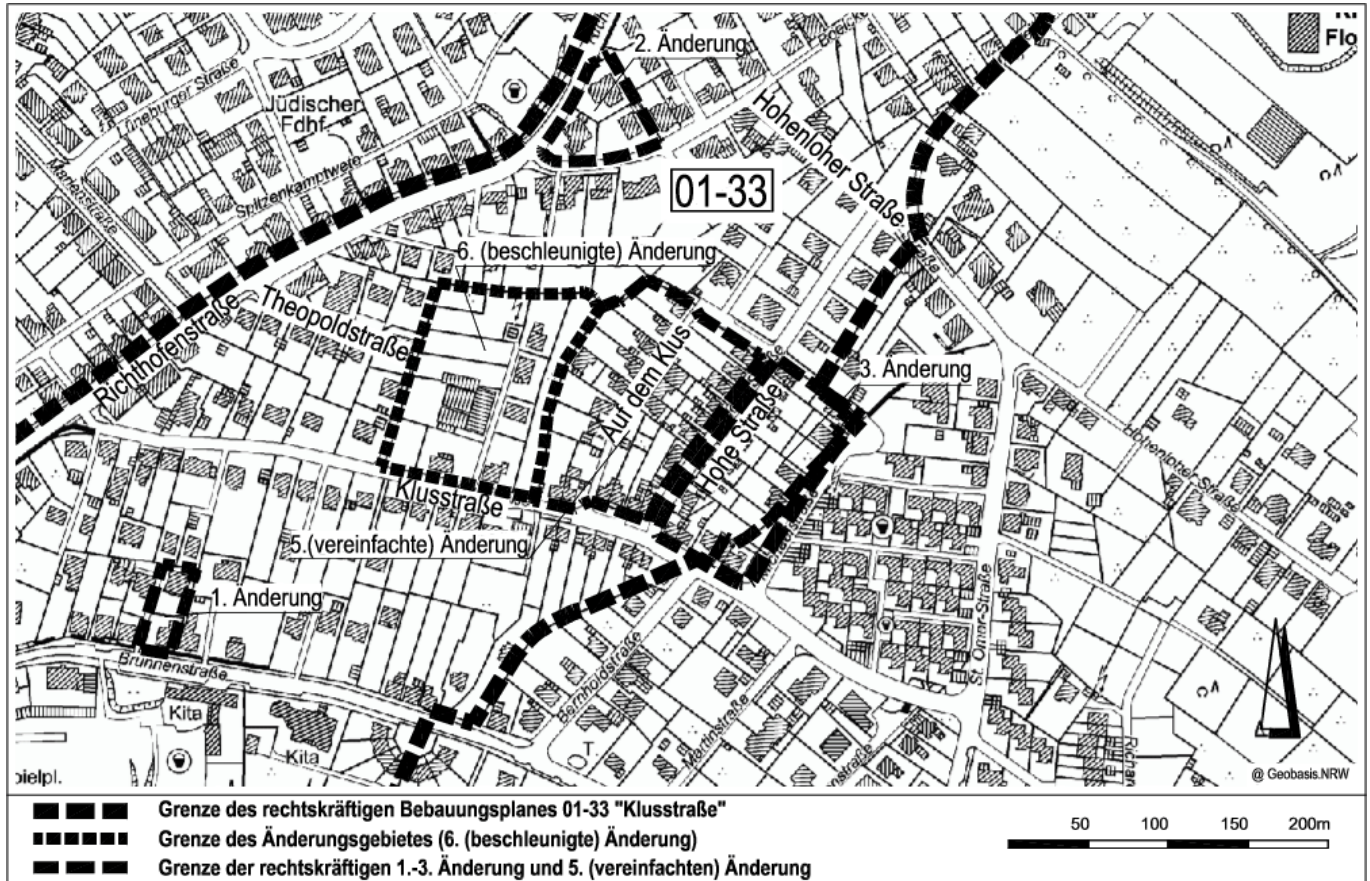 2. Änderung
Flo
Jüdischer
Fdhf.
Hohenloher Straße
01-33
6. (beschleunigte) Änderung
Theopoldstraße
Richthofenstraße
Auf dem Klus
3. Änderung
Hohe Straße
Klusstraße
5.(vereinfachte) Änderung
Hohenloher Straße
1. Änderung
Brunnenstraße
Bernholdstraße
St. Omer-Straße
Martinstraße
Kita
Kita
T
ielpl.
@ Geobasis.NRW
Grenze des rechtskräftigen Bebauungsplanes 01-33 "Klusstraße"
Grenze des Änderungsgebietes (6. (beschleunigte) Änderung)
Grenze der rechtskräftigen 1.-3. Änderung und 5. (vereinfachten) Änderung
50 100 150 200m